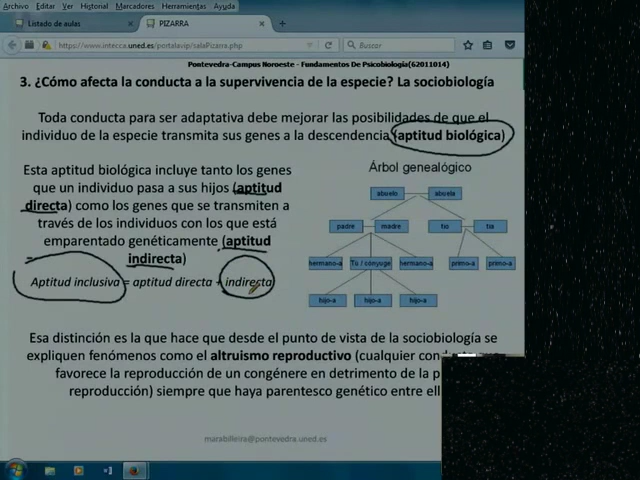 Archivo Editar Ver Historial Marcadores Herramientas Ayuda
Listado de aulas
PIZARRA
https://www.intecca.uned.es/portalavip/salaPizarra.php
Buscar
Pontevedra-Campus Noroeste - Fundamentos De Psicobiología(62011014)
3. ¿Cómo afecta la conducta a la supervivencia de la especie? La sociobiología
Toda conducta para ser adaptativa debe mejorar las posibilidades de que el
individuo de la especie transmita sus genes a la descendencia (aptitud biológica)
Esta aptitud biológica incluye tanto los genes
que un individuo pasa a sus hijos (aptitud
directa) como los genes que se transmiten a
través de los individuos con los que está
emparentado genéticamente (aptitud
indirecta)
Aptitud inclusiva = aptitud directa + indirecta
Árbol genealógico
abuelo abuela
padre madre tio tia
hermano-a Tú / cónyuge hermano-a primo-a primo-a
hijo-a hijo-a hijo-a
Esa distinción es la que hace que desde el punto de vista de la sociobiología se
expliquen fenómenos como el altruismo reproductivo (cualquier
favorece la reproducción de un congénere en detrimento de la
reproducción) siempre que haya parentesco genético entre
marabilleira@pontevedra.uned.es